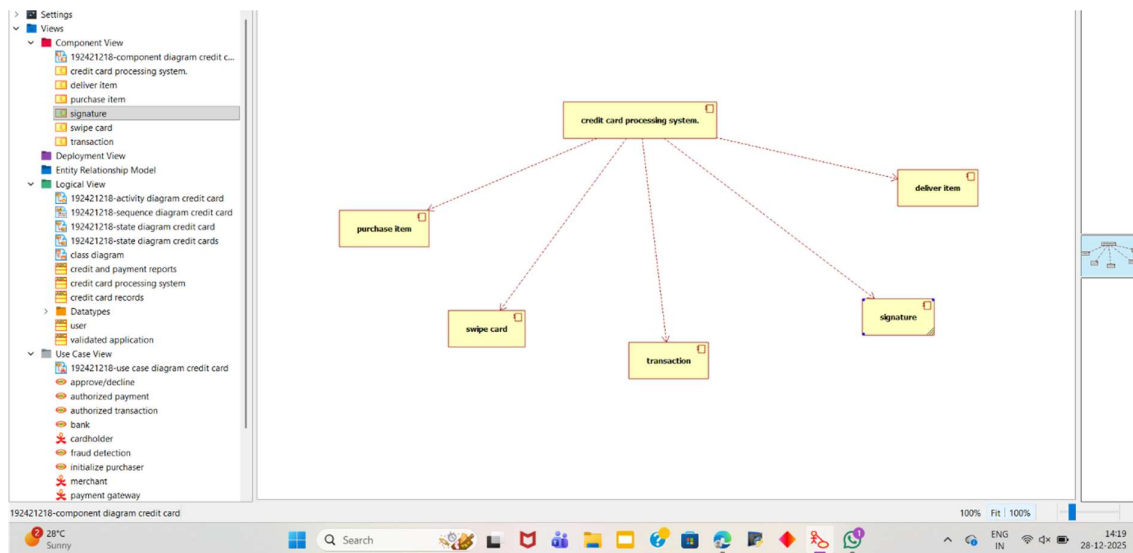 Settings
Views
Component View
192421218-component diagram credit c...
credit card processing system.
deliver item
purchase item
signature
swipe card
transaction
Deployment View
Entity Relationship Model
Logical View
192421218-activity diagram credit card
192421218-sequence diagram credit card
192421218-state diagram credit card
192421218-state diagram credit cards
class diagram
credit and payment reports
credit card processing system
credit card records
Datatypes
user
validated application
Use Case View
192421218-use case diagram credit card
approve/decline
authorized payment
authorized transaction
bank
cardholder
fraud detection
initialize purchaser
merchant
payment gateway
credit card processing system.
deliver item
purchase item
signature
swipe card
transaction
192421218-component diagram credit card
100% Fit 100%
2
28°C
Sunny
Search
1
ENG
IN
14:19
28-12-2025